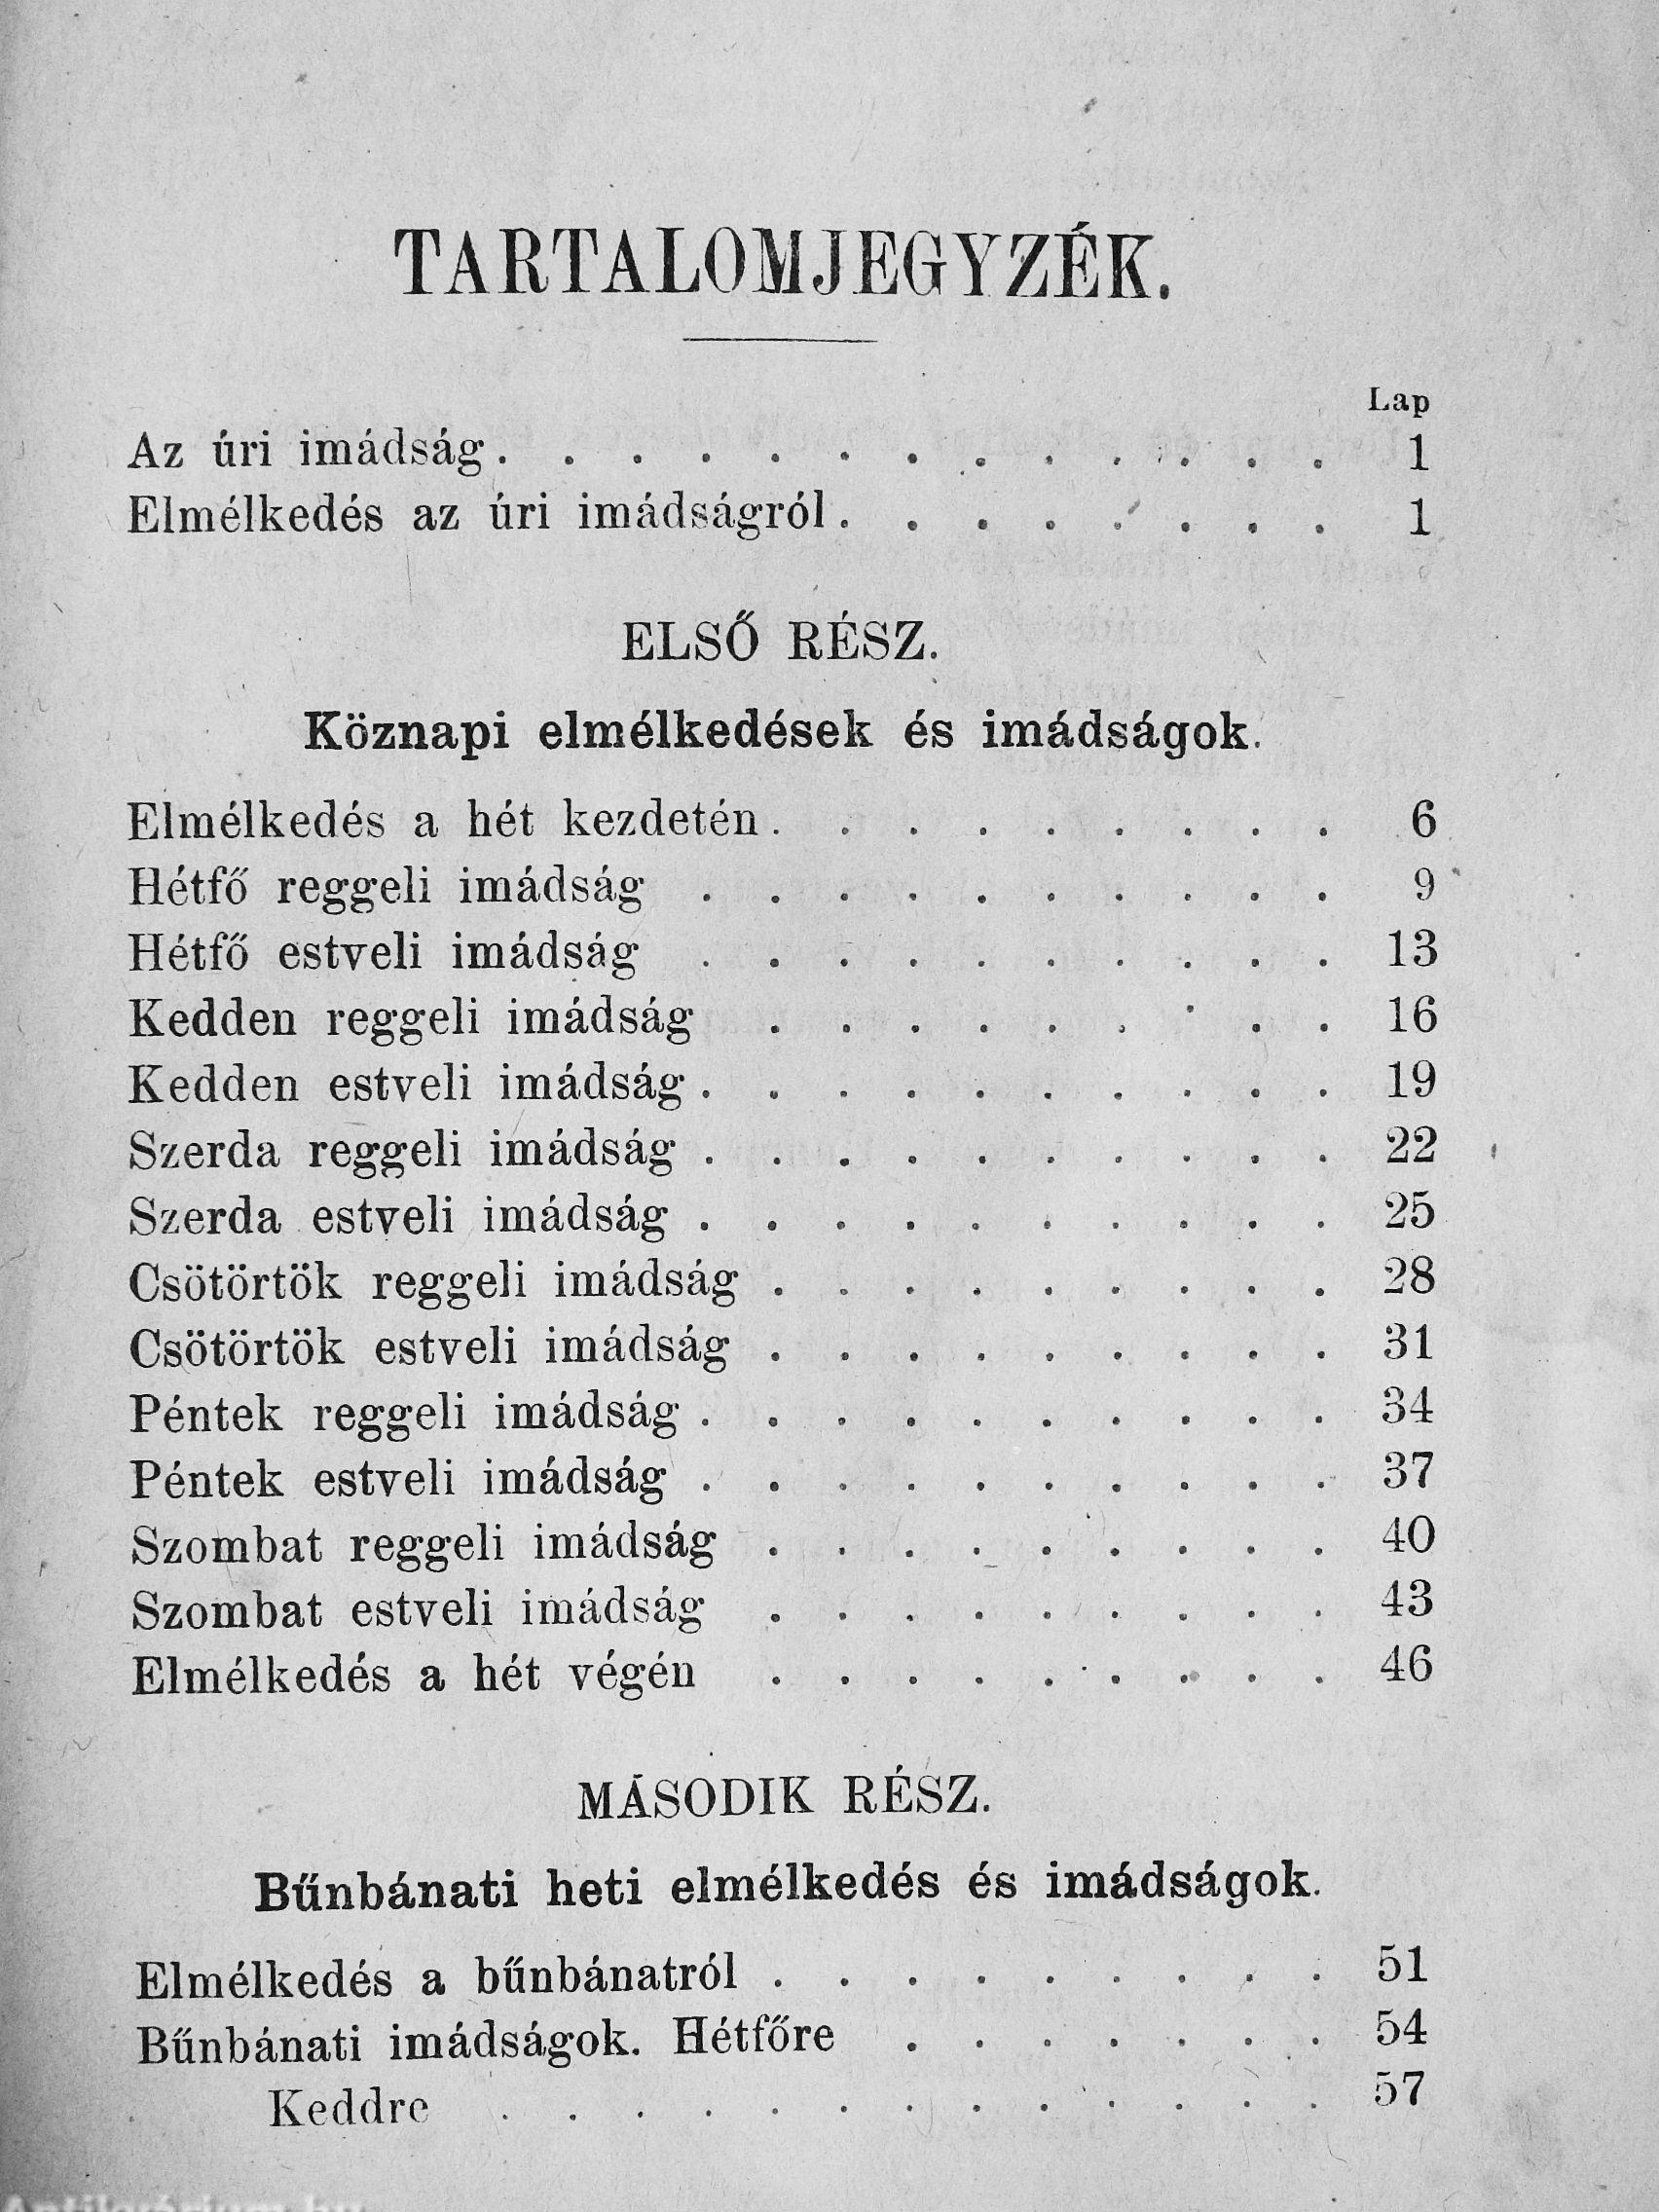 TARTALOMJEGYZÉK.
Lap
Az úri imádság . . . . . . . . . . . . . 1
Elmélkedés az úri imádságról . . . . . . . . 1
ELSŐ RÉSZ.
Köznapi elmélkedések és imádságok.
Elmélkedés a hét kezdetén . . . . . . . . . 6
Hétfő reggeli imádság . . . . . . . . . . 9
Hétfő estveli imádság . . . . . . . . . . 13
Kedden reggeli imádság . . . . . . . . . 16
Kedden estveli imádság . . . . . . . . . . 19
Szerda reggeli imádság . . . . . . . . . . 22
Szerda estveli imádság . . . . . . . . . . 25
Csötörtök reggeli imádság . . . . . . . . . 28
Csötörtök estveli imádság . . . . . . . . . 31
Péntek reggeli imádság . . . . . . . . . . 34
Péntek estveli imádság . . . . . . . . . . 37
Szombat reggeli imádság . . . . . . . . . 40
Szombat estveli imádság . . . . . . . . . 43
Elmélkedés a hét végén . . . . . . . . . 46
MÁSODIK RÉSZ.
Bűnbánati heti elmélkedés és imádságok.
Elmélkedés a bűnbánatról . . . . . . . . . 51
Bűnbánati imádságok. Hétfőre . . . . . . . 54
Keddre . . . . . . . . . . . . . 57